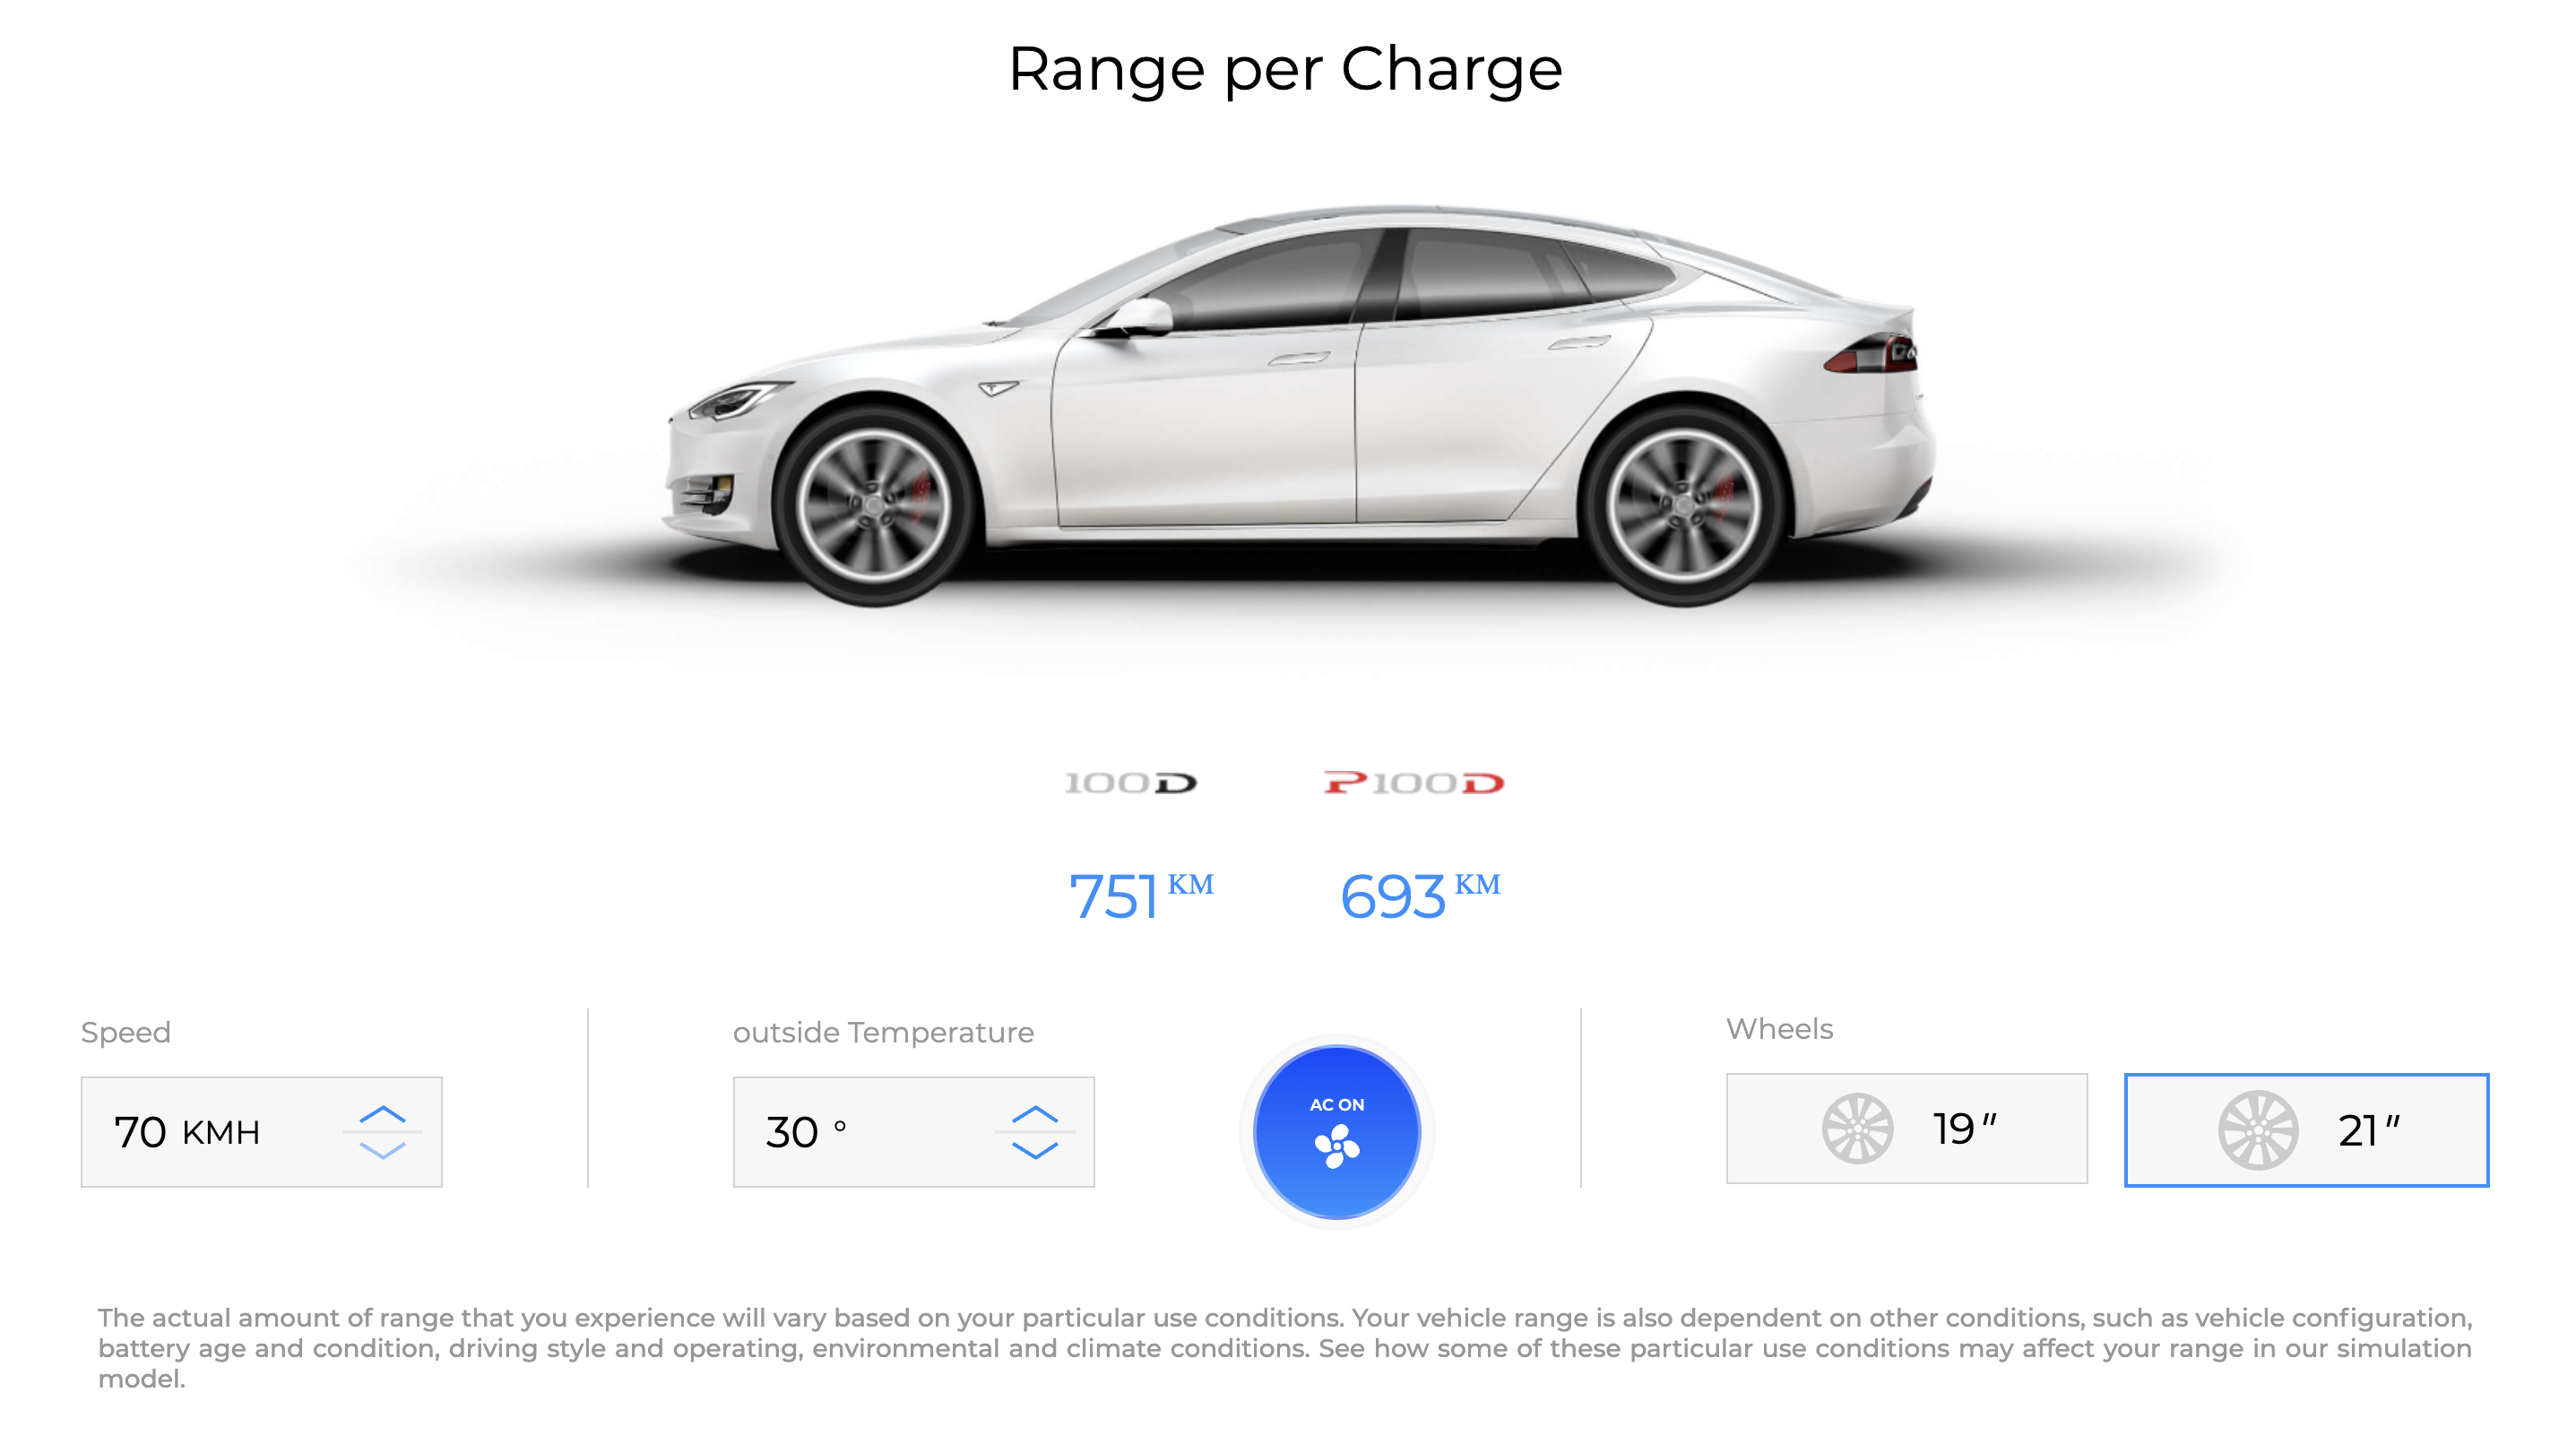 Range per Charge
100D P100D
751 KM 693 KM
Speed
outside Temperature
Wheels
70 KMH
30 °
AC ON
19"
21"
The actual amount of range that you experience will vary based on your particular use conditions. Your vehicle range is also dependent on other conditions, such as vehicle configuration,
battery age and condition, driving style and operating, environmental and climate conditions. See how some of these particular use conditions may affect your range in our simulation
model.